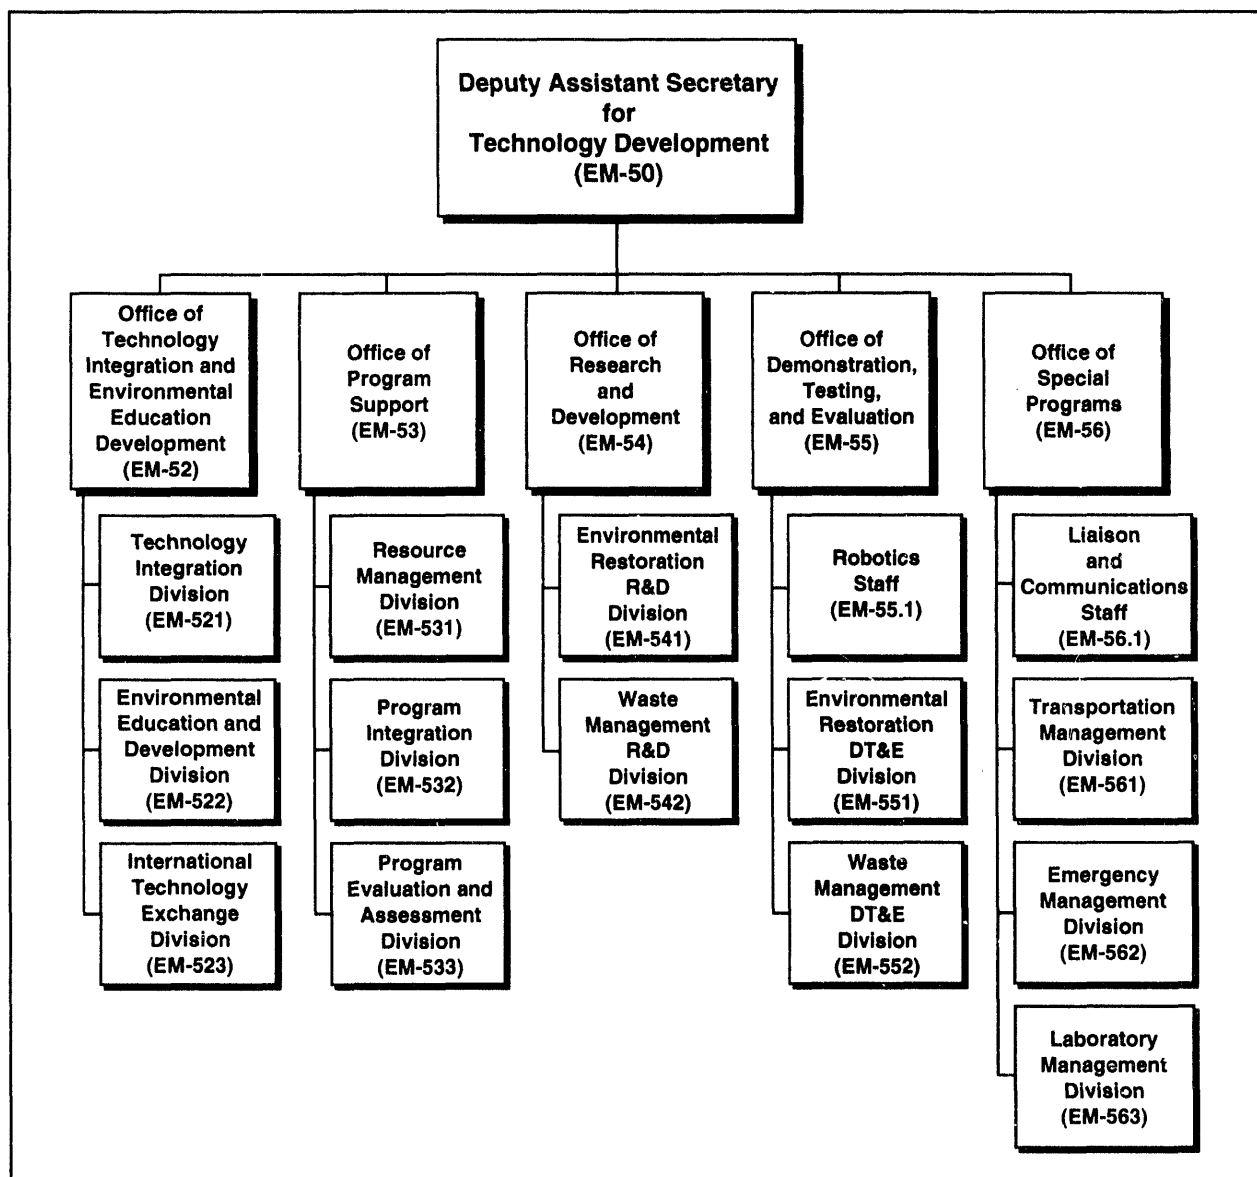 Deputy Assistant Secretary
for
Technology Development
(EM-50)
Office of
Technology
Integration and
Environmental
Education
Development
(EM-52)
Technology
Integration
Division
(EM-521)
Environmental
Education and
Development
Division
(EM-522)
International
Technology
Exchange
Division
(EM-523)
Office of
Program
Support
(EM-53)
Resource
Management
Division
(EM-531)
Program
Integration
Division
(EM-532)
Program
Evaluation and
Assessment
Division
(EM-533)
Office of
Research
and
Development
(EM-54)
Environmental
Restoration
R&D
Division
(EM-541)
Waste
Management
R&D
Division
(EM-542)
Office of
Demonstration,
Testing,
and Evaluation
(EM-55)
Robotics
Staff
(EM-55.1)
Environmental
Restoration
DT&E
Division
(EM-551)
Waste
Management
DT&E
Division
(EM-552)
Office of
Special
Programs
(EM-56)
Liaison
and
Communications
Staff
(EM-56.1)
Transportation
Management
Division
(EM-561)
Emergency
Management
Division
(EM-562)
Laboratory
Management
Division
(EM-563)